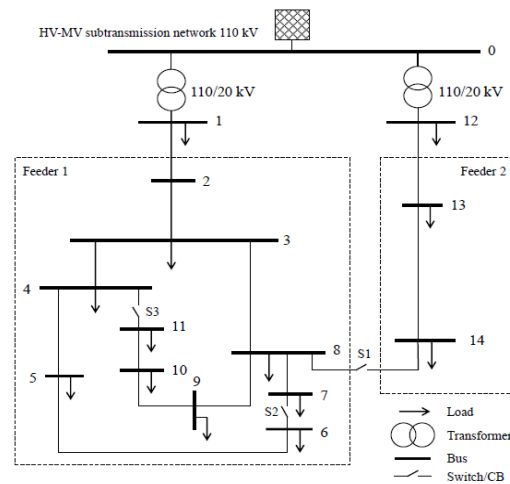 HV-MV subtransmission network 110 kV
0
110/20 kV
110/20 kV
1
12
Feeder 1
Feeder 2
2
13
3
4
S3
11
8
S1
14
5
10
9
7
S2
6
Load
Transformer
Bus
Switch/CB